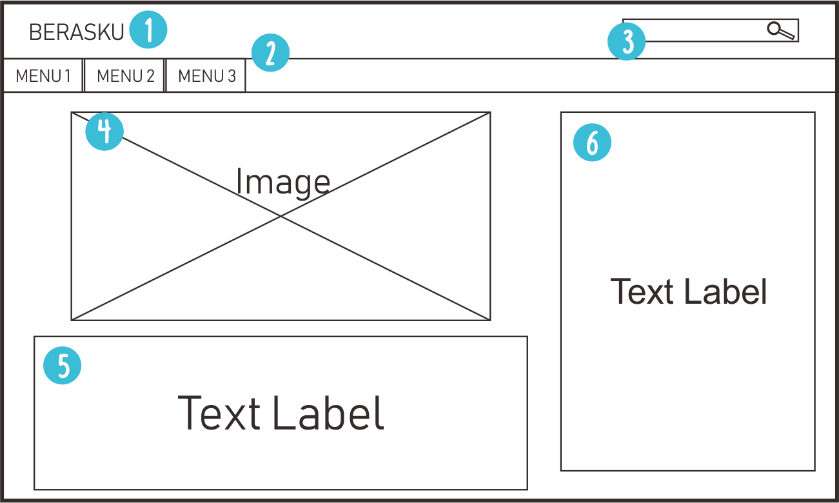 BERASKU 1
2
3
MENU 1 MENU 2 MENU 3
4
Image
6
Text Label
5
Text Label